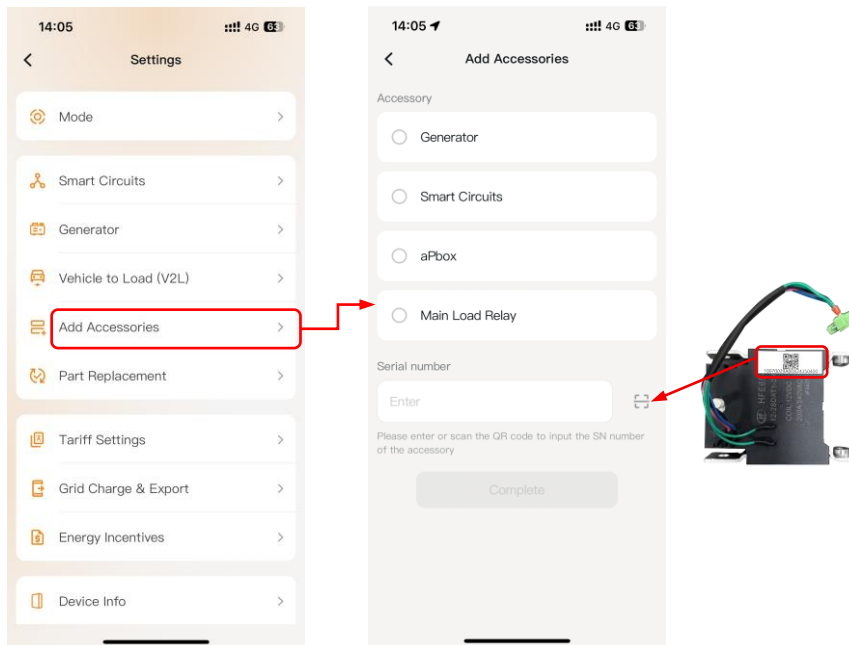 14:05
4G 63
Settings
Mode
Smart Circuits
Generator
Vehicle to Load (V2L)
Add Accessories
Part Replacement
Tariff Settings
Grid Charge & Export
Energy Incentives
Device Info
14:05
4G 63
Add Accessories
Accessory
Generator
Smart Circuits
aPbox
Main Load Relay
Serial number
Enter
Please enter or scan the QR code to input the SN number
of the accessory
Complete